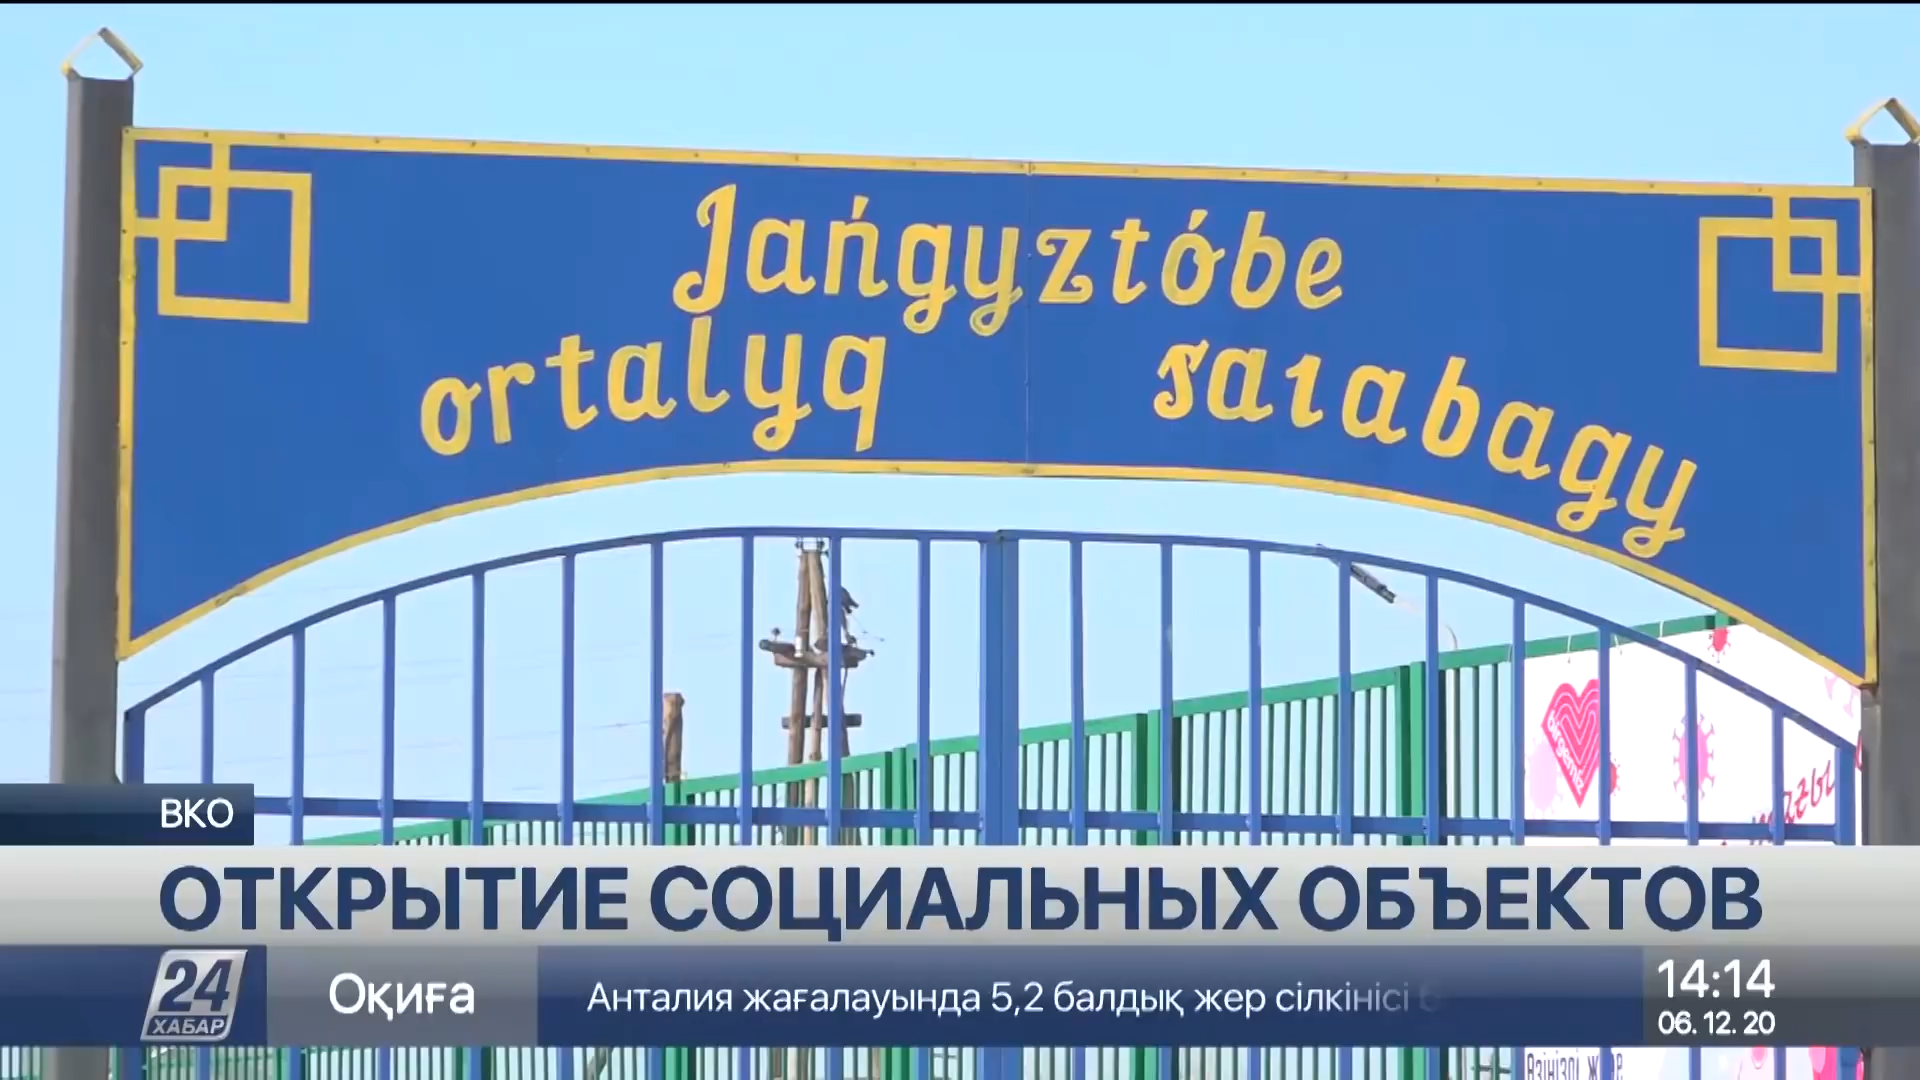 Jańgyztóbe
ortalyq saıabagy
birgemiz
ВКО
ОТКРЫТИЕ СОЦИАЛЬНЫХ ОБЪЕКТОВ
24
ХАБАР
Оқиға
Анталия жағалауында 5,2 балдық жер сілкінісі б
14:14
06. 12. 20